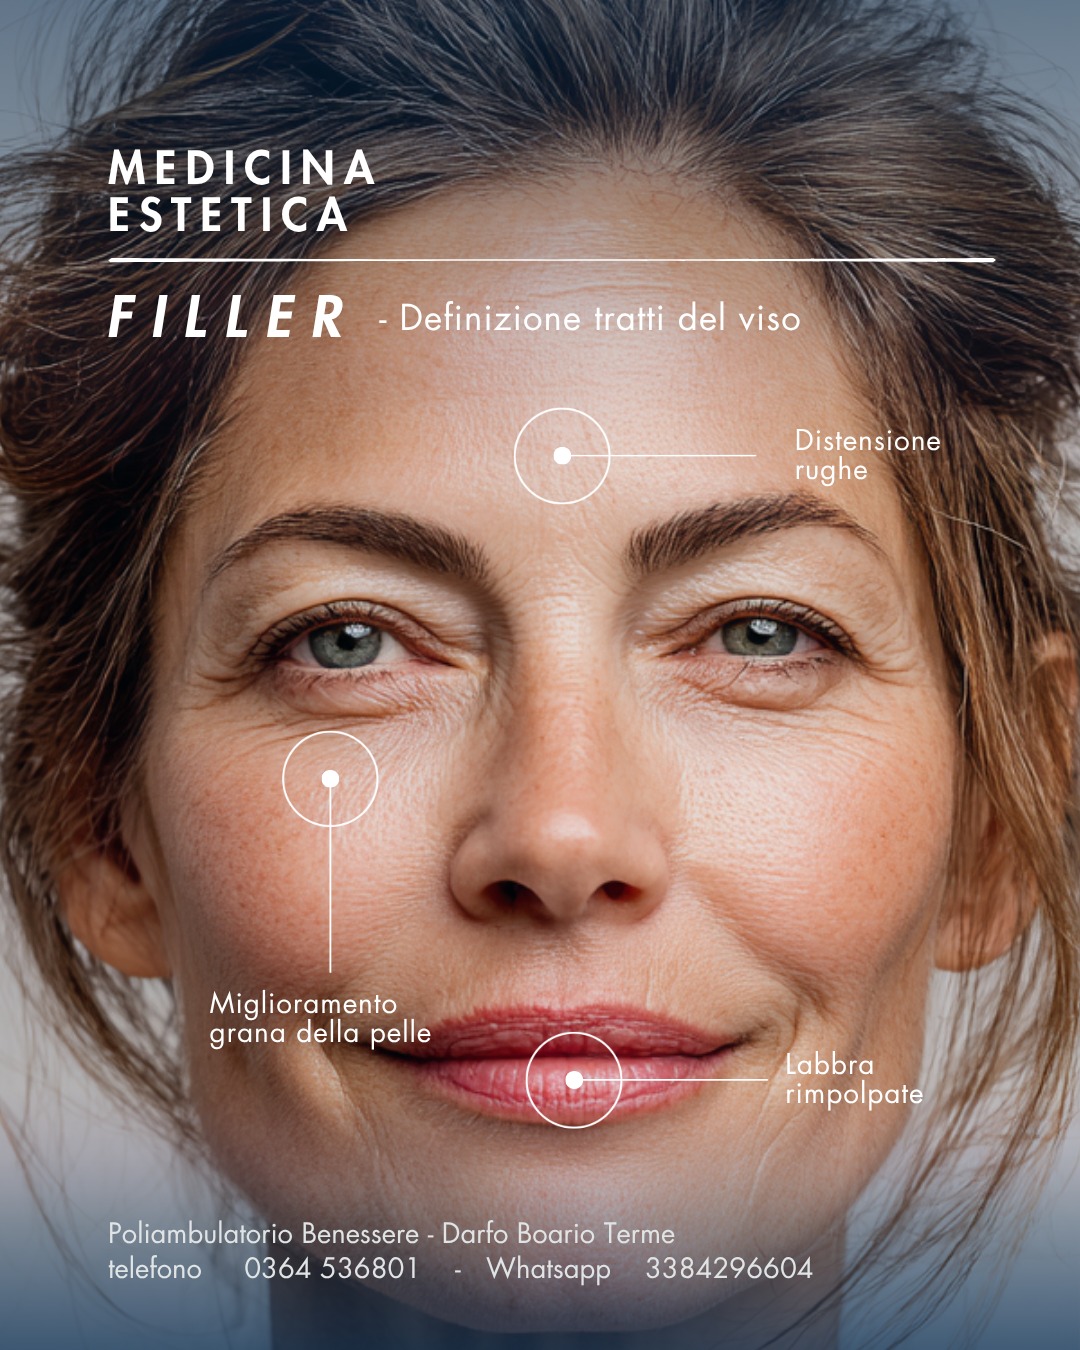 MEDICINA
ESTETICA
FILLER - Definizione tratti del viso
Distensione
rughe
Miglioramento
grana della pelle
Labbra
rimpolpate
Poliambulatorio Benessere - Darfo Boario Terme
telefono 0364 536801 - Whatsapp 3384296604